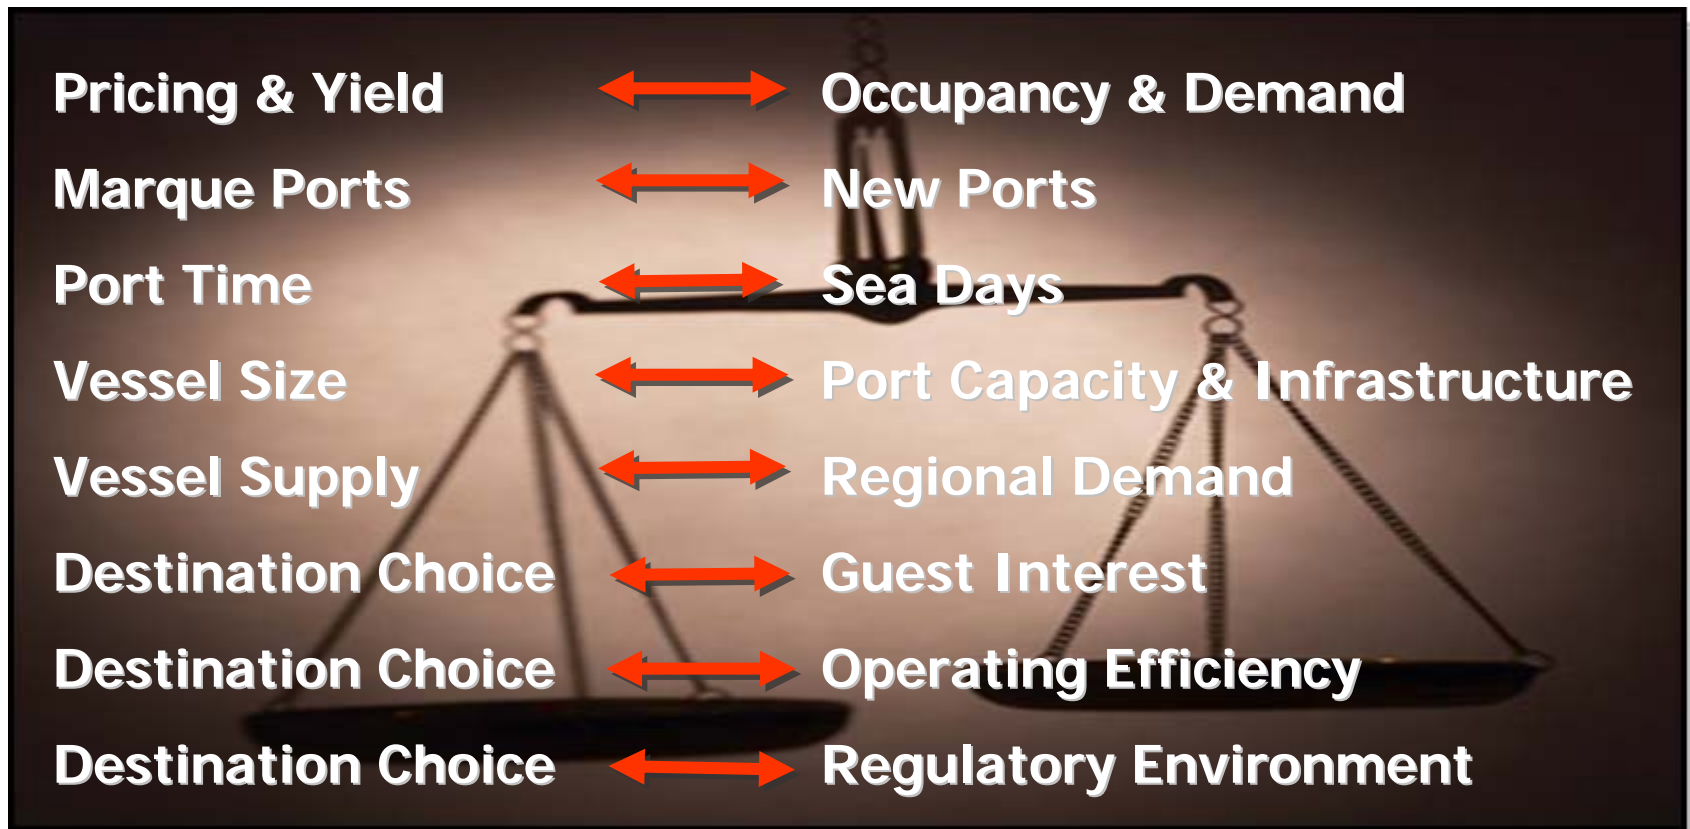 Pricing & Yield Occupancy & Demand
Marque Ports New Ports
Port Time Sea Days
Vessel Size Port Capacity & Infrastructure
Vessel Supply Regional Demand
Destination Choice Guest Interest
Destination Choice Operating Efficiency
Destination Choice Regulatory Environment